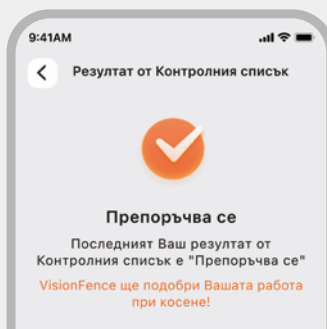 9:41AM
Резултат от Контролния списък
Препоръчва се
Последният Ваш резултат от
Контролния списък е "Препоръчва се"
VisionFence ще подобри Вашата работа
при косене!